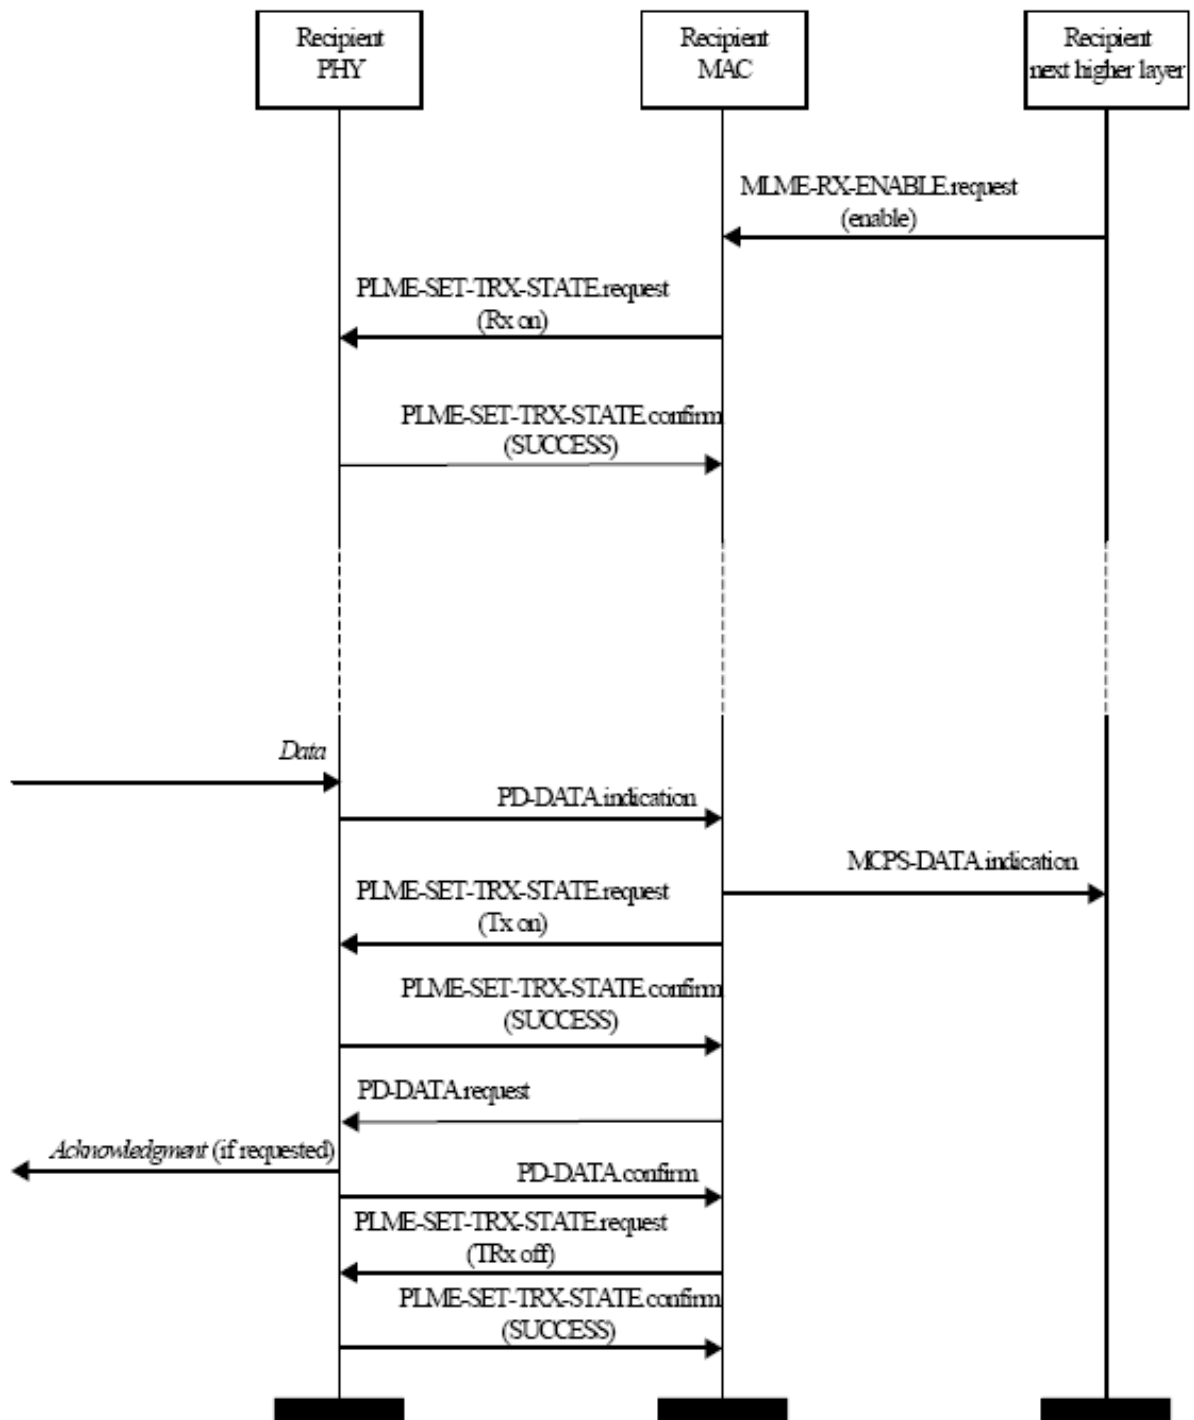 Recipient
PHY
Recipient
MAC
Recipient
next higher layer
MLME-RX-ENABLE.request
(enable)
PLME-SET-TRX-STATE.request
(Rx on)
PLME-SET-TRX-STATE.confirm
(SUCCESS)
Data
PD-DATA.indication
MCPS-DATA.indication
PLME-SET-TRX-STATE.request
(Tx on)
PLME-SET-TRX-STATE.confirm
(SUCCESS)
PD-DATA.request
Acknowledgment (if requested)
PD-DATA.confirm
PLME-SET-TRX-STATE.request
(TRx off)
PLME-SET-TRX-STATE.confirm
(SUCCESS)